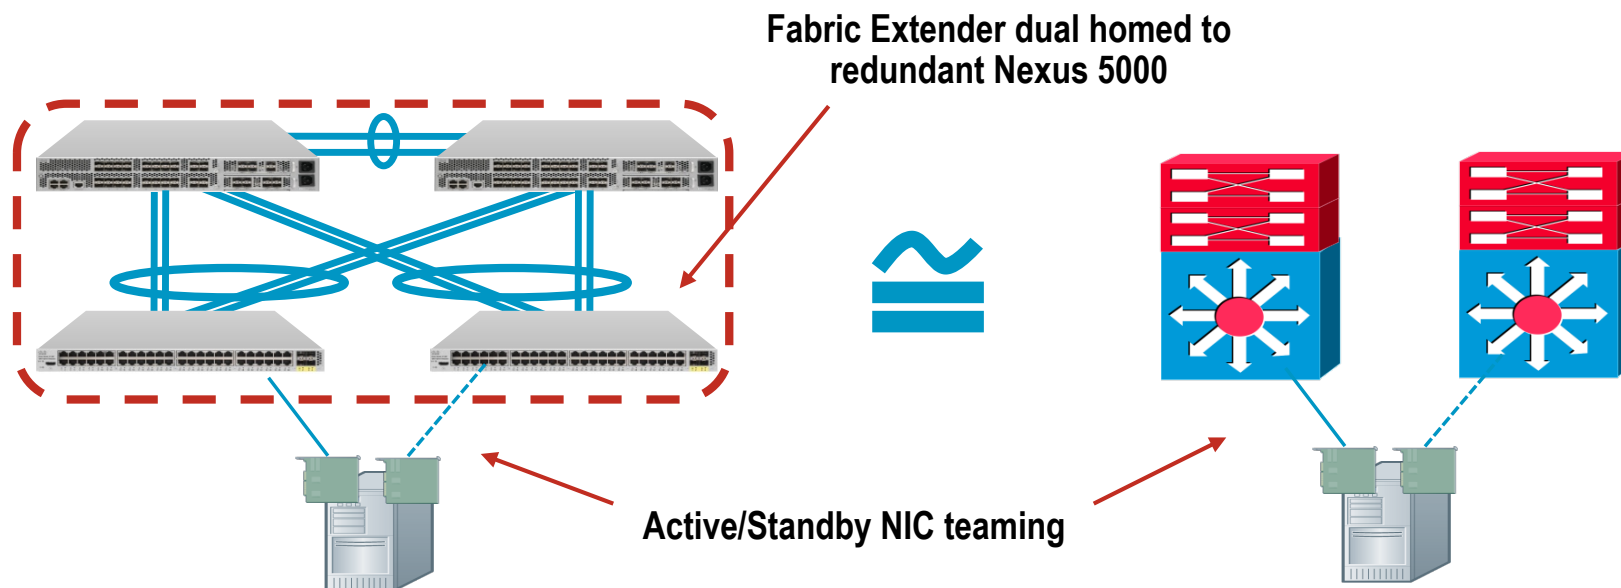 Fabric Extender dual homed to
redundant Nexus 5000
Active/Standby NIC teaming